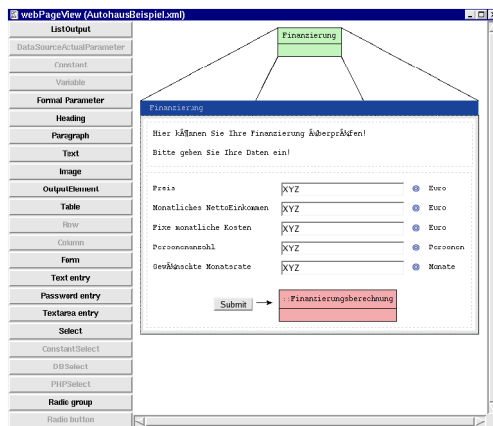 webPageView (AutohausBeispiel.xml)
ListOutput
DataSourceActualParameter
Constant
Variable
Formal Parameter
Heading
Paragraph
Text
Image
OutputElement
Table
Row
Column
Form
Text entry
Password entry
Textarea entry
Select
ConstantSelect
DBSelect
PHPSelect
Radio group
Radio button
Finanzierung
Finanzierung
Hier kÃ¶nnen Sie Ihre Finanzierung Ã¼berprÃ¼fen!
Bitte geben Sie Ihre Daten ein!
Preis XYZ Euro
Monatliches NettoEinkommen XYZ Euro
Fixe monatliche Kosten XYZ Euro
Personenanzahl XYZ Personen
GewÃ¼nschte Monatsrate XYZ Monate
Submit ::Finanzierungsberechnung